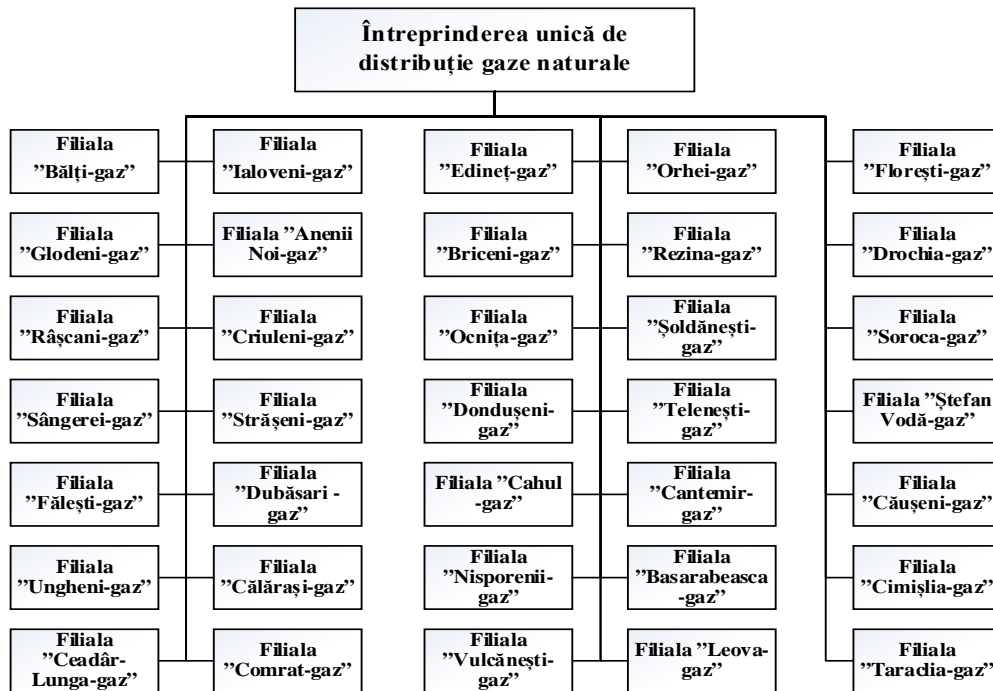 Întreprinderea unică de
distribuție gaze naturale
Filiala
”Bălți-gaz”
Filiala
”Ialoveni-gaz”
Filiala
”Edineț-gaz”
Filiala
”Orhei-gaz”
Filiala
”Florești-gaz”
Filiala
”Glodeni-gaz”
Filiala ”Anenii
Noi-gaz”
Filiala
”Briceni-gaz”
Filiala
”Rezina-gaz”
Filiala
”Drochia-gaz”
Filiala
”Râșcani-gaz”
Filiala
”Criuleni-gaz”
Filiala
”Ocnița-gaz”
Filiala
”Șoldănești-
gaz”
Filiala
”Soroca-gaz”
Filiala
”Sângerei-gaz”
Filiala
”Strășeni-gaz”
Filiala
”Dondușeni-
gaz”
Filiala
”Telenești-
gaz”
Filiala ”Ștefan
Vodă-gaz”
Filiala
”Fălești-gaz”
Filiala
”Dubăsari -
gaz”
Filiala ”Cahul
-gaz”
Filiala
”Cantemir-
gaz”
Filiala
”Căușeni-gaz”
Filiala
”Ungheni-gaz”
Filiala
”Călărași-gaz”
Filiala
”Nisporenii-
gaz”
Filiala
”Basarabeasca
-gaz”
Filiala
”Cimișlia-gaz”
Filiala
”Ceadâr-
Lunga-gaz”
Filiala
”Comrat-gaz”
Filiala
”Vulcănești-
gaz”
Filiala ”Leova-
gaz”
Filiala
”Taraclia-gaz”